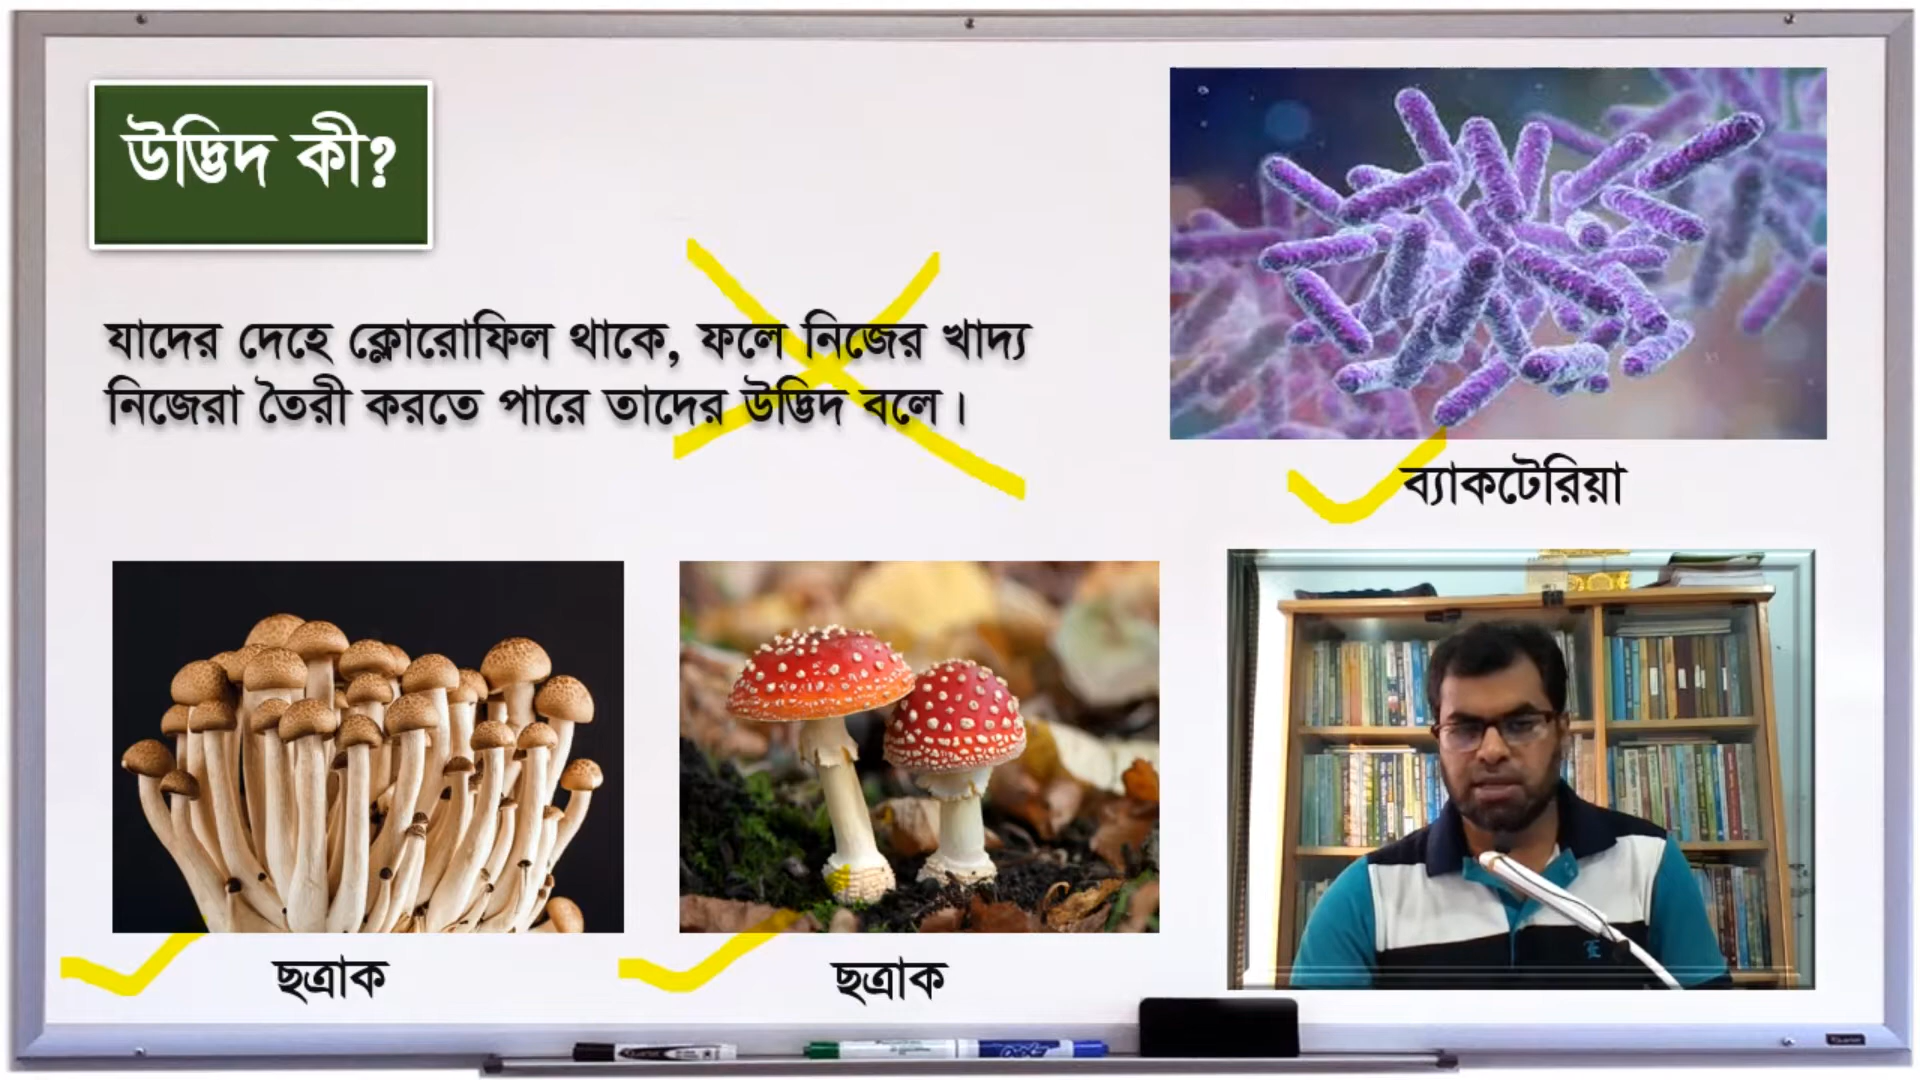 উদ্ভিদ কী?
যাদের দেহে ক্লোরোফিল থাকে, ফলে নিজের খাদ্য
নিজেরা তৈরী করতে পারে তাদের উদ্ভিদ বলে।
ব্যাকটেরিয়া
ছত্রাক
ছত্রাক